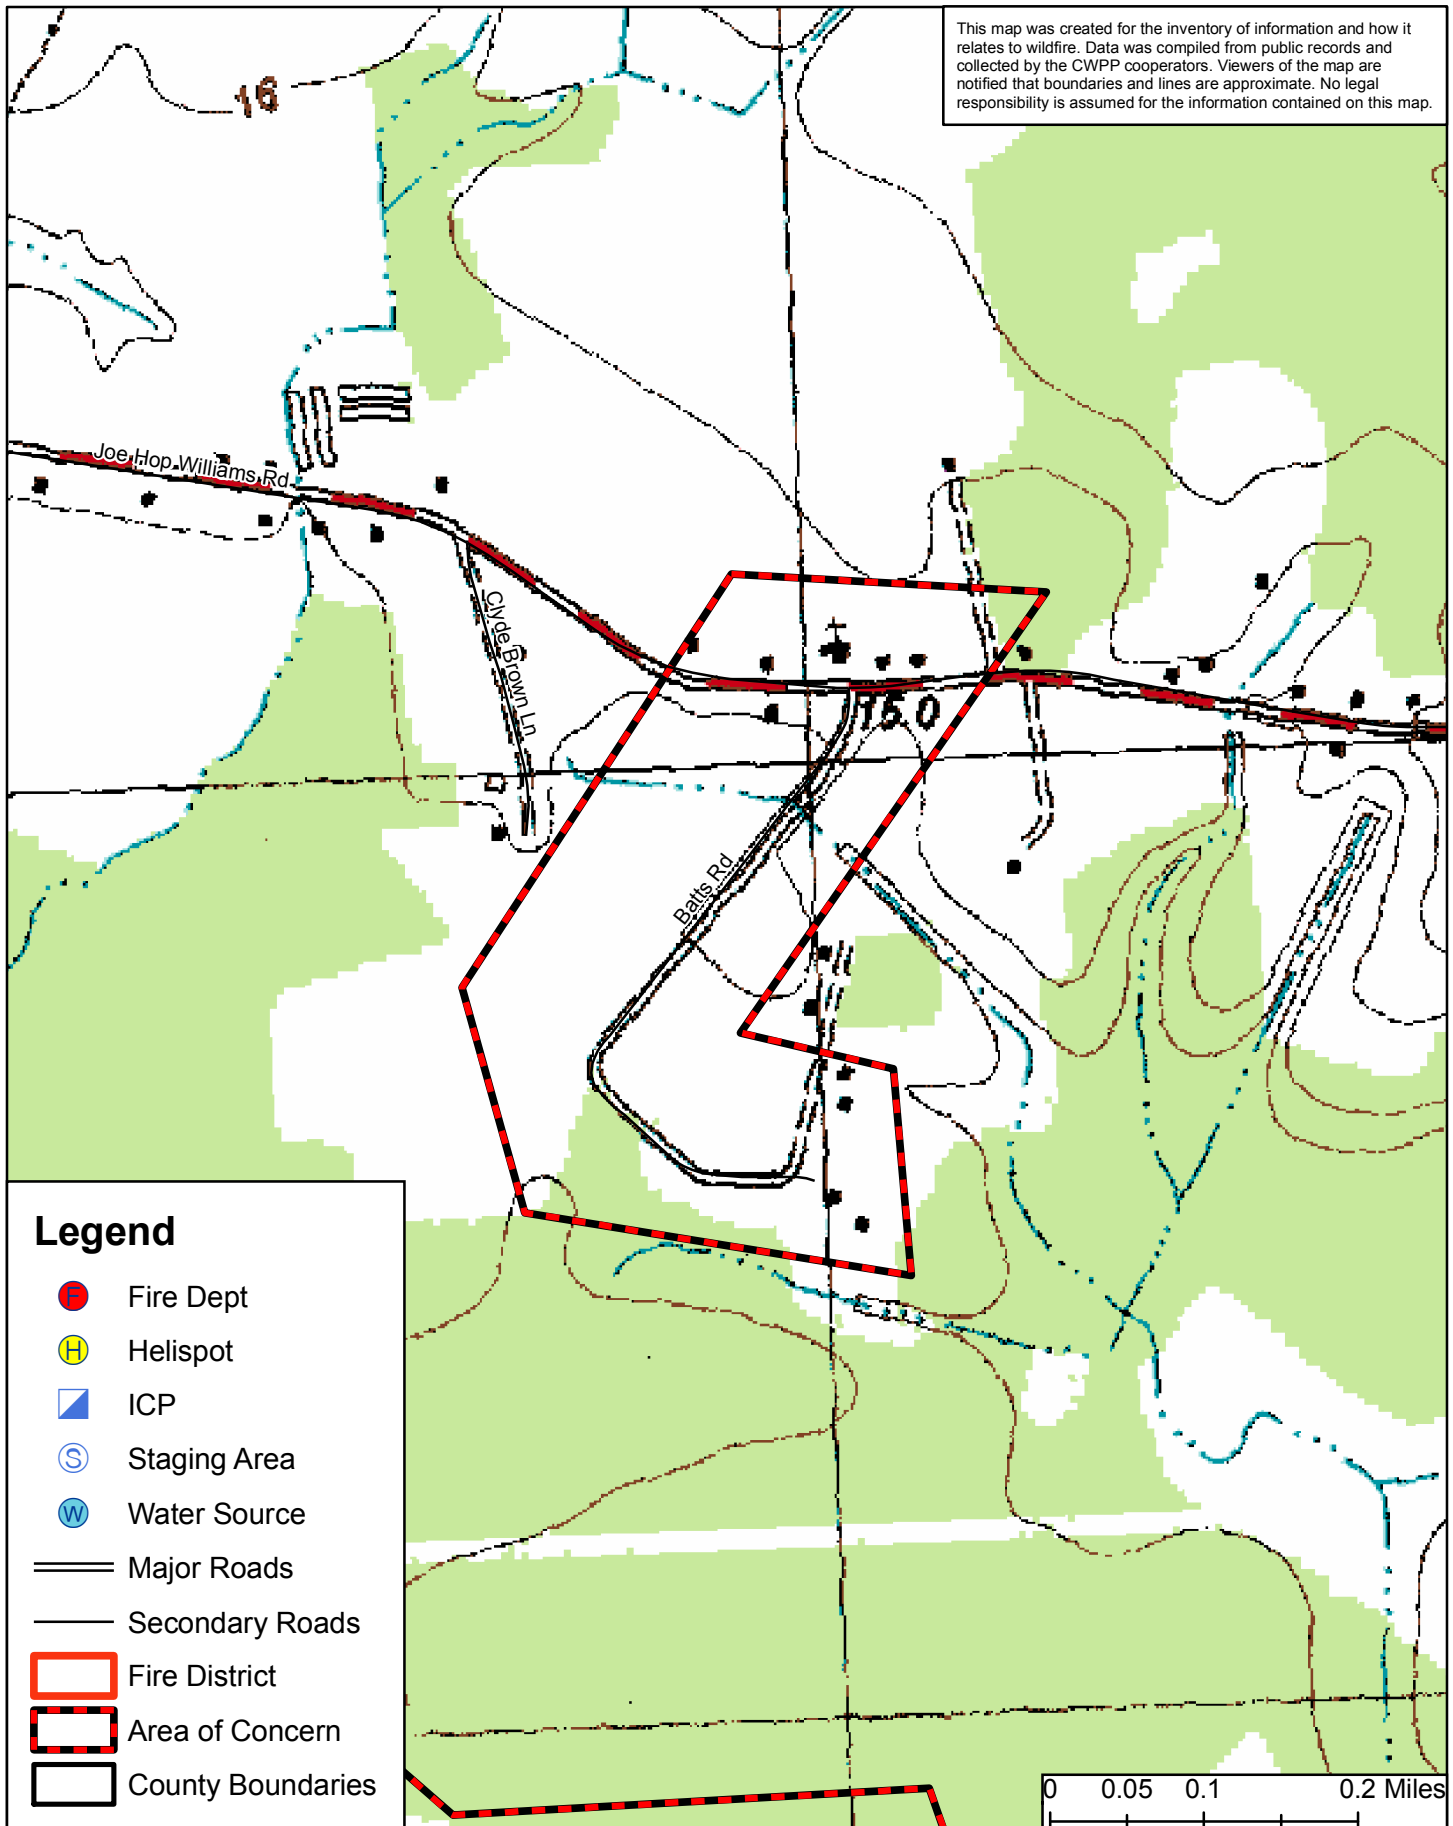 This map was created for the inventory of information and how it
relates to wildfire. Data was compiled from public records and
collected by the CWPP cooperators. Viewers of the map are
notified that boundaries and lines are approximate. No legal
responsibility is assumed for the information contained on this map.
16
Joe Hop Williams Rd
Clyde Brown Ln
150
Batts Rd
Legend
F Fire Dept
H Helispot
ICP
S Staging Area
W Water Source
Major Roads
Secondary Roads
Fire District
Area of Concern
County Boundaries
0 0.05 0.1 0.2 Miles